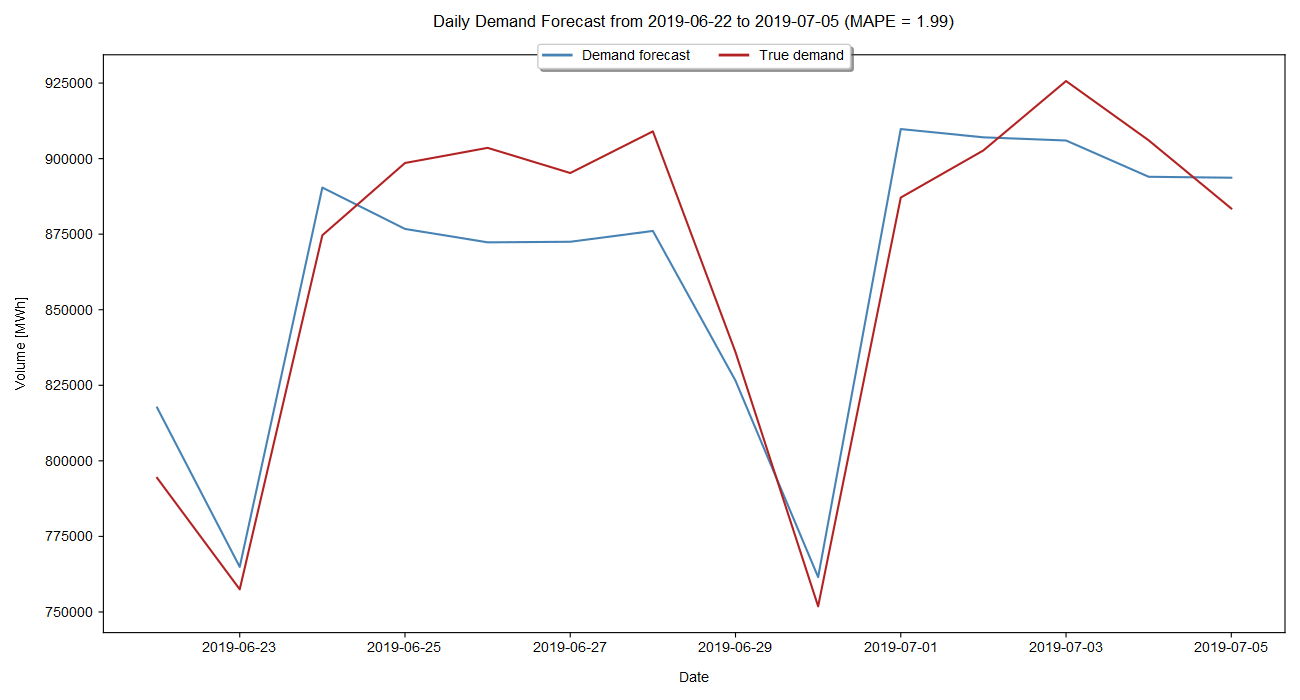 Daily Demand Forecast from 2019-06-22 to 2019-07-05 (MAPE = 1.99)
Demand forecast True demand
925000
900000
875000
850000
825000
800000
775000
750000
Volume [MWh]
2019-06-23 2019-06-25 2019-06-27 2019-06-29 2019-07-01 2019-07-03 2019-07-05
Date